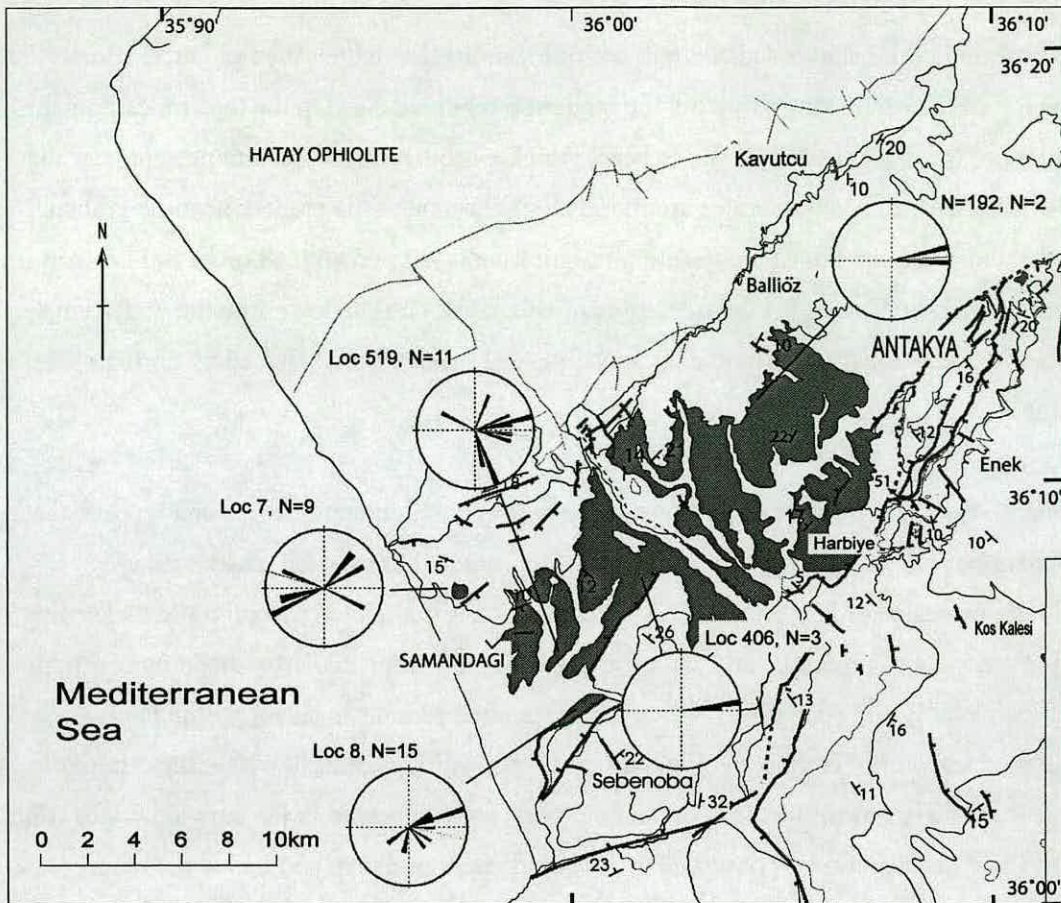 35°90'
36°00'
36°10'
36°20'
HATAY OPHIOLITE
Kavutcu
20
10
N=192, N=2
N
Balliöz
20
ANTAKYA
Loc 519, N=11
16
12
22
14
21
Enek
36°10'
51
8
Loc 7, N=9
Harbiye
10
10
15
12
12
Kos Kalesi
26
Loc 406, N=3
SAMANDAGI
Mediterranean
Sea
13
16
Loc 8, N=15
22
Sebenoba
11
32
15
0 2 4 6 8 10km
23
36°00'